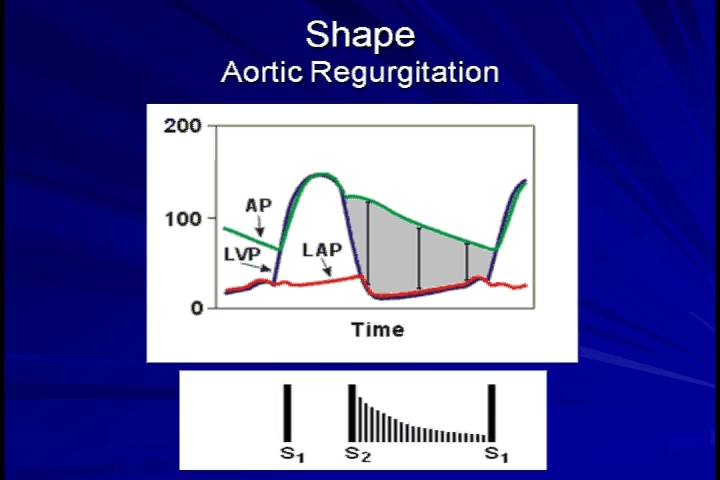 Shape
Aortic Regurgitation
200
AP
100
LVP
LAP
0
Time
S1 S2 S1